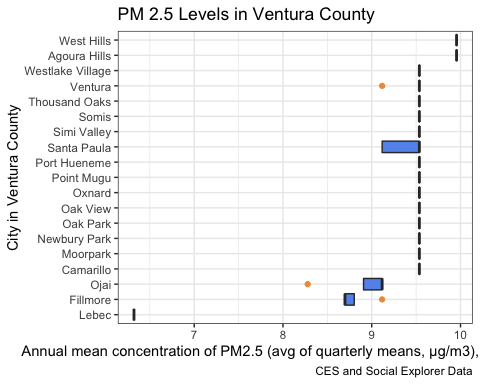 PM 2.5 Levels in Ventura County
City in Ventura County
West Hills
Agoura Hills
Westlake Village
Ventura
Thousand Oaks
Somis
Simi Valley
Santa Paula
Port Hueneme
Point Mugu
Oxnard
Oak View
Oak Park
Newbury Park
Moorpark
Camarillo
Ojai
Fillmore
Lebec
7 8 9 10
Annual mean concentration of PM2.5 (avg of quarterly means, µg/m3),
CES and Social Explorer Data